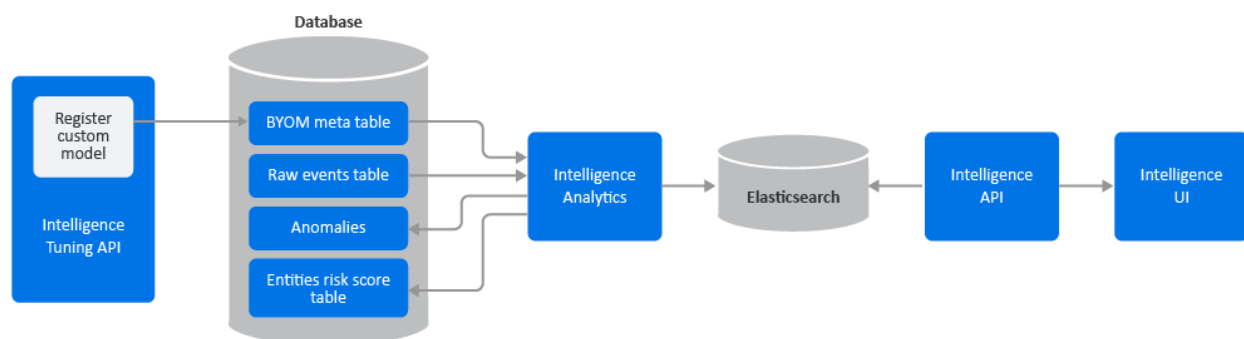 Database
Register
custom
model
Intelligence
Tuning API
BYOM meta table
Raw events table
Anomalies
Entities risk score
table
Intelligence
Analytics
Elasticsearch
Intelligence
API
Intelligence
UI